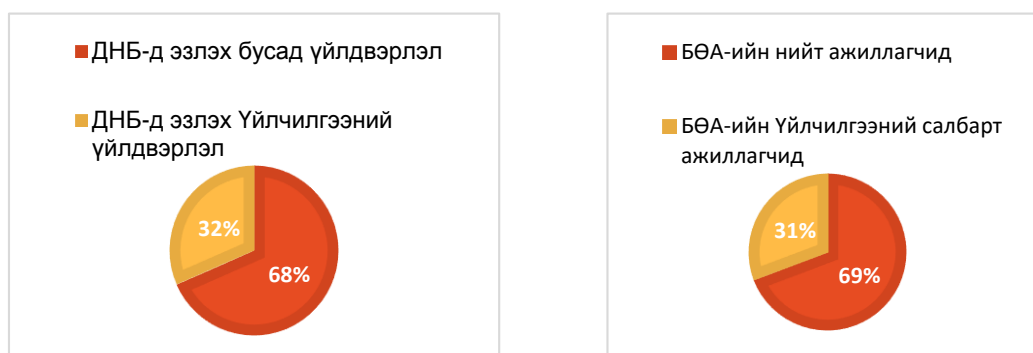 ДНБ-д эзлэх бусад үйлдвэрлэл
ДНБ-д эзлэх Үйлчилгээний
үйлдвэрлэл
32%
68%
БӨА-ийн нийт ажиллагчид
БӨА-ийн Үйлчилгээний салбарт
ажиллагчид
31%
69%